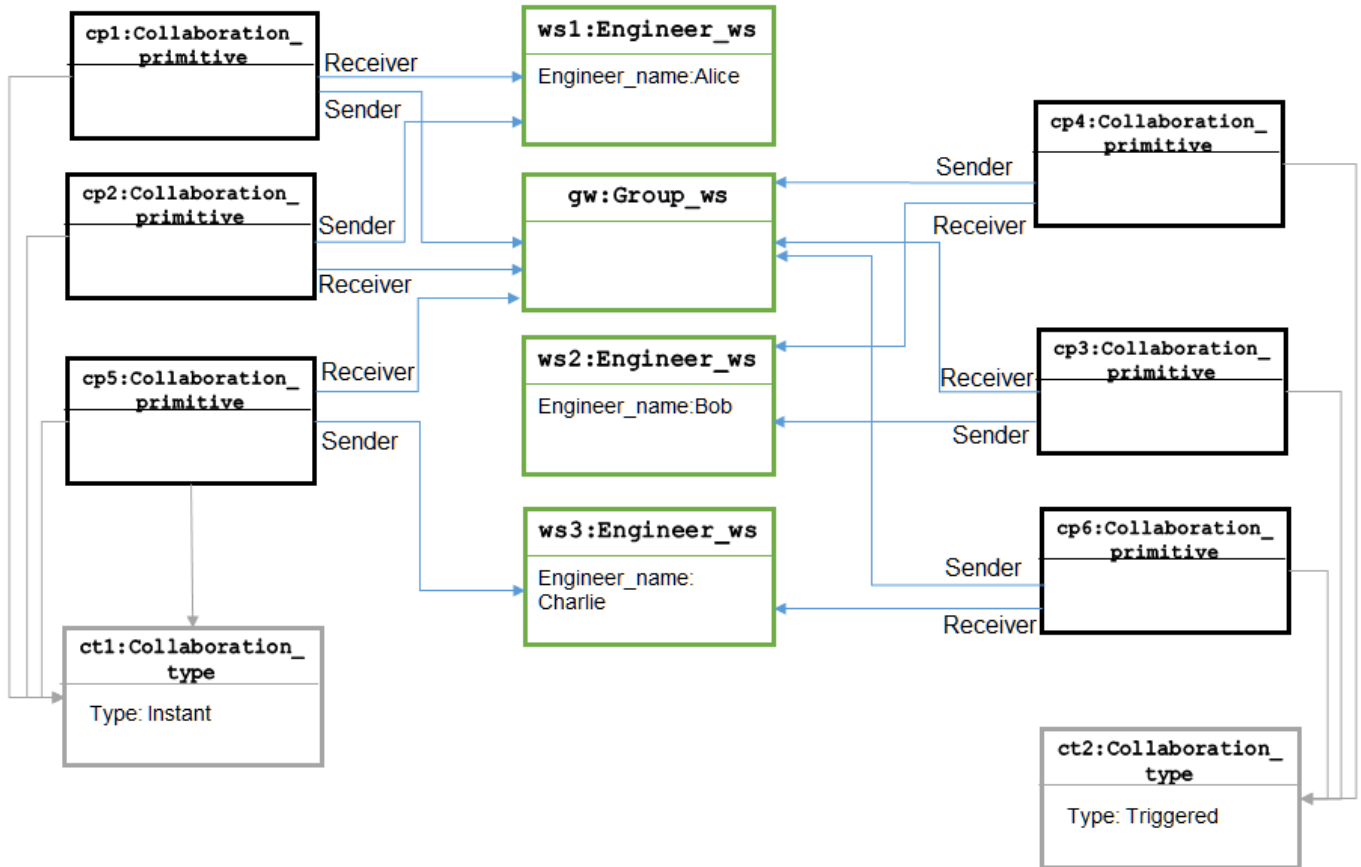 cp1:Collaboration_
primitive
Receiver
Sender
cp2:Collaboration_
primitive
Sender
Receiver
cp5:Collaboration_
primitive
Receiver
Sender
ct1:Collaboration_
type
Type: Instant
ws1:Engineer_ws
Engineer_name:Alice
gw:Group_ws
ws2:Engineer_ws
Engineer_name:Bob
ws3:Engineer_ws
Engineer_name:
Charlie
cp4:Collaboration_
primitive
Sender
Receiver
cp3:Collaboration_
primitive
Receiver
Sender
cp6:Collaboration_
primitive
Sender
Receiver
ct2:Collaboration_
type
Type: Triggered